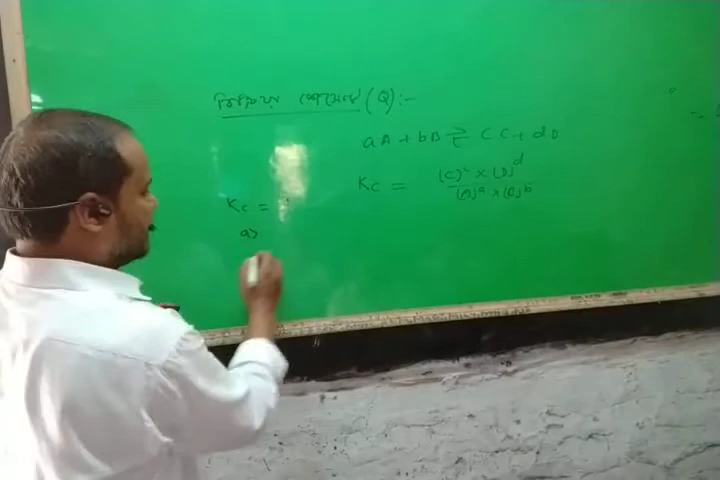 বিক্রিয়ার শেয়ার্ (Q) :-
aA + bB ⇌ cC + dD
Kc = [C]ᶜ × [D]ᵈ / [A]ᵃ × [B]ᵇ
Kc =
a>